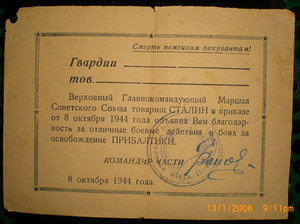 Смерть немецким оккупантам!
Гвардии
тов.
Верховный Главнокомандующий Маршал
Советского Союза товарищ СТАЛИН в приказе
от 8 октября 1944 года объявил Вам благодар-
ность за отличные боевые действия в боях за
освобождение ПРИБАЛТИКИ.
КОМАНДИР ЧАСТИ
8 октября 1944 года.
13/1/2006 9:11pm